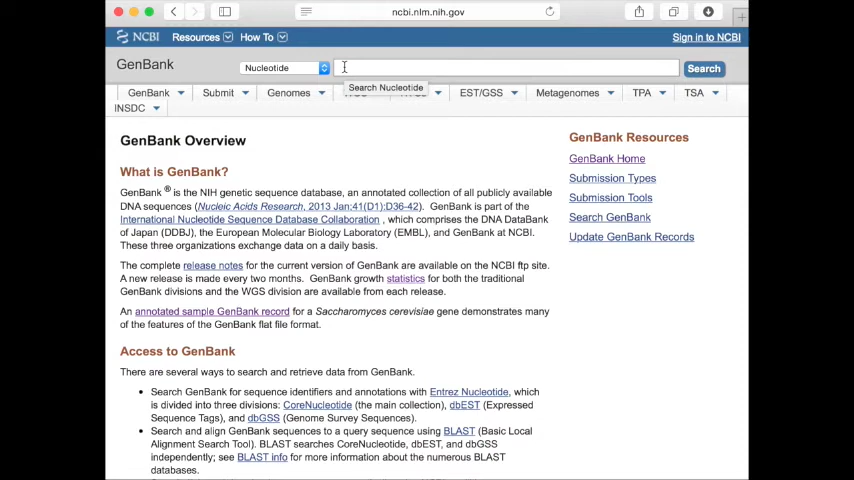 ncbi.nlm.nih.gov
NCBI Resources How To Sign in to NCBI
GenBank Nucleotide Search
Search Nucleotide
GenBank Submit Genomes EST/GSS Metagenomes TPA TSA
INSDC
GenBank Overview
What is GenBank?
GenBank ® is the NIH genetic sequence database, an annotated collection of all publicly available
DNA sequences (Nucleic Acids Research, 2013 Jan;41(D1):D36-42). GenBank is part of the
International Nucleotide Sequence Database Collaboration , which comprises the DNA DataBank
of Japan (DDBJ), the European Molecular Biology Laboratory (EMBL), and GenBank at NCBI.
These three organizations exchange data on a daily basis.
The complete release notes for the current version of GenBank are available on the NCBI ftp site.
A new release is made every two months. GenBank growth statistics for both the traditional
GenBank divisions and the WGS division are available from each release.
An annotated sample GenBank record for a Saccharomyces cerevisiae gene demonstrates many
of the features of the GenBank flat file format.
Access to GenBank
There are several ways to search and retrieve data from GenBank.
• Search GenBank for sequence identifiers and annotations with Entrez Nucleotide, which
is divided into three divisions: CoreNucleotide (the main collection), dbEST (Expressed
Sequence Tags), and dbGSS (Genome Survey Sequences).
• Search and align GenBank sequences to a query sequence using BLAST (Basic Local
Alignment Search Tool). BLAST searches CoreNucleotide, dbEST, and dbGSS
independently; see BLAST info for more information about the numerous BLAST
databases.
GenBank Resources
GenBank Home
Submission Types
Submission Tools
Search GenBank
Update GenBank Records